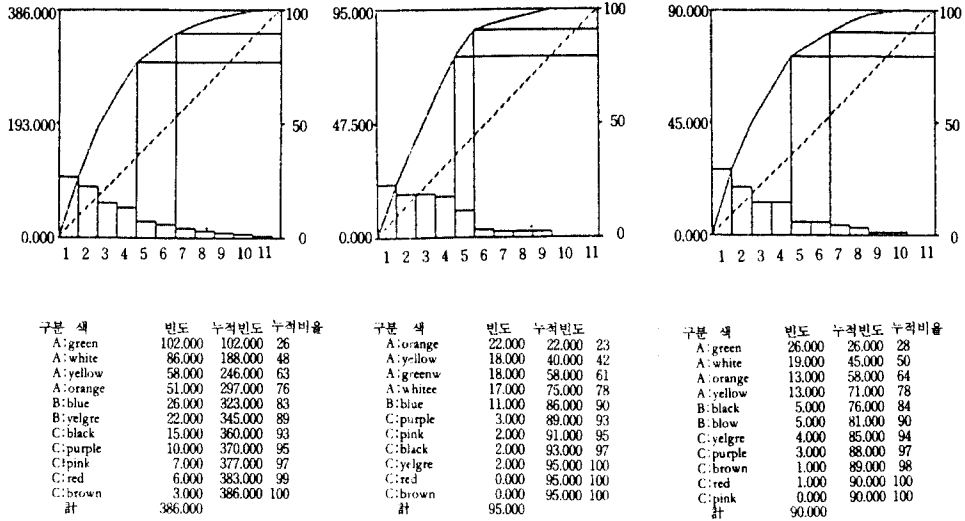 386.000
100
193.000
50
0.000
0
1 2 3 4 5 6 7 8 9 10 11
95.000
100
47.500
50
0.000
0
1 2 3 4 5 6 7 8 9 10 11
90.000
100
45.000
50
0.000
0
1 2 3 4 5 6 7 8 9 10 11
구분 색 빈도 누적빈도 누적비율
A:green 102.000 102.000 26
A:white 86.000 188.000 48
A:yellow 58.000 246.000 63
A:orange 51.000 297.000 76
B:blue 26.000 323.000 83
B:yelgre 22.000 345.000 89
C:black 15.000 360.000 93
C:purple 10.000 370.000 95
C:pink 7.000 377.000 97
C:red 6.000 383.000 99
C:brown 3.000 386.000 100
計 386.000
구분 색 빈도 누적빈도 누적비율
A:orange 22.000 22.000 23
A:yellow 18.000 40.000 42
A:greenw 18.000 58.000 61
A:whitee 17.000 75.000 78
B:blue 11.000 86.000 90
C:purple 3.000 89.000 93
C:pink 2.000 91.000 95
C:black 2.000 93.000 97
C:yelgre 2.000 95.000 100
C:red 0.000 95.000 100
C:brown 0.000 95.000 100
計 95.000
구분 색 빈도 누적빈도 누적비율
A:green 26.000 26.000 28
A:white 19.000 45.000 50
A:orange 13.000 58.000 64
A:yellow 13.000 71.000 78
B:black 5.000 76.000 84
B:blow 5.000 81.000 90
C:yelgre 4.000 85.000 94
C:purple 3.000 88.000 97
C:brown 1.000 89.000 98
C:red 1.000 90.000 100
C:pink 0.000 90.000 100
計 90.000